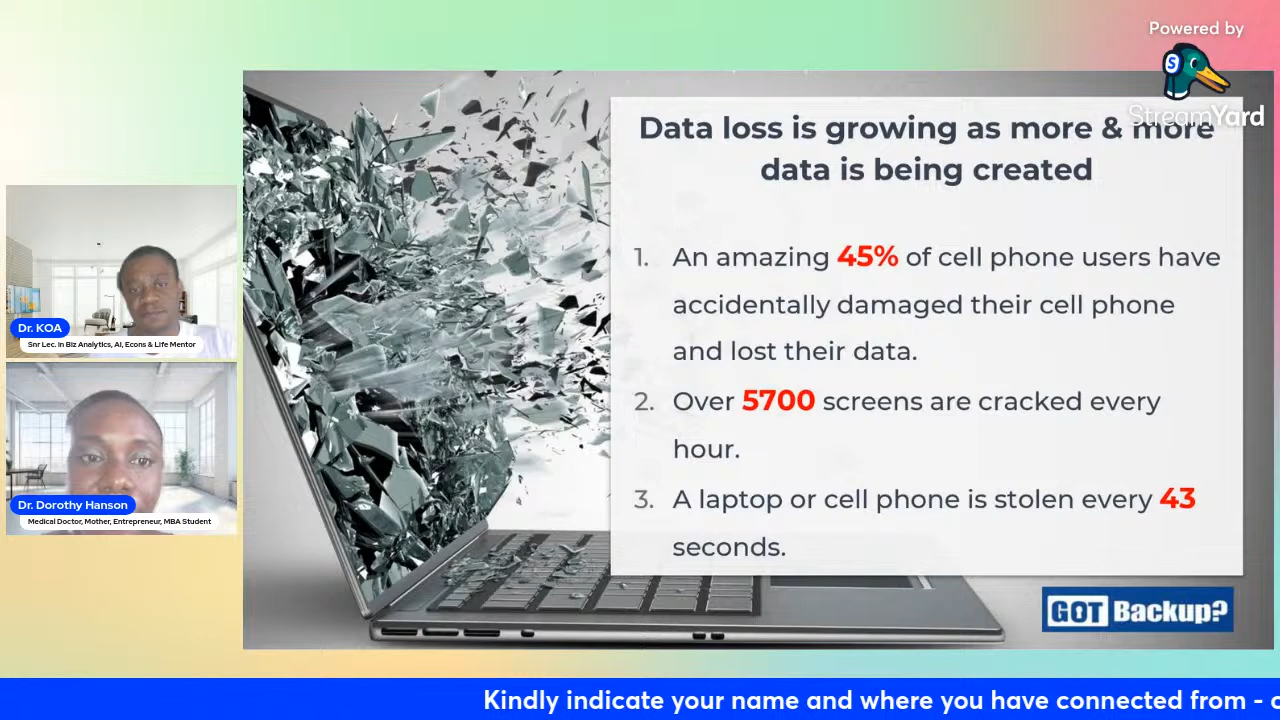 Powered by
StreamYard
Data loss is growing as more & more
data is being created
1. An amazing 45% of cell phone users have
accidentally damaged their cell phone
and lost their data.
2. Over 5700 screens are cracked every
hour.
3. A laptop or cell phone is stolen every 43
seconds.
GOT Backup?
Dr. KOA
Snr Lec. in Biz Analytics, AI, Econs & Life Mentor
Dr. Dorothy Hanson
Medical Doctor, Mother, Entrepreneur, MBA Student
Kindly indicate your name and where you have connected from -